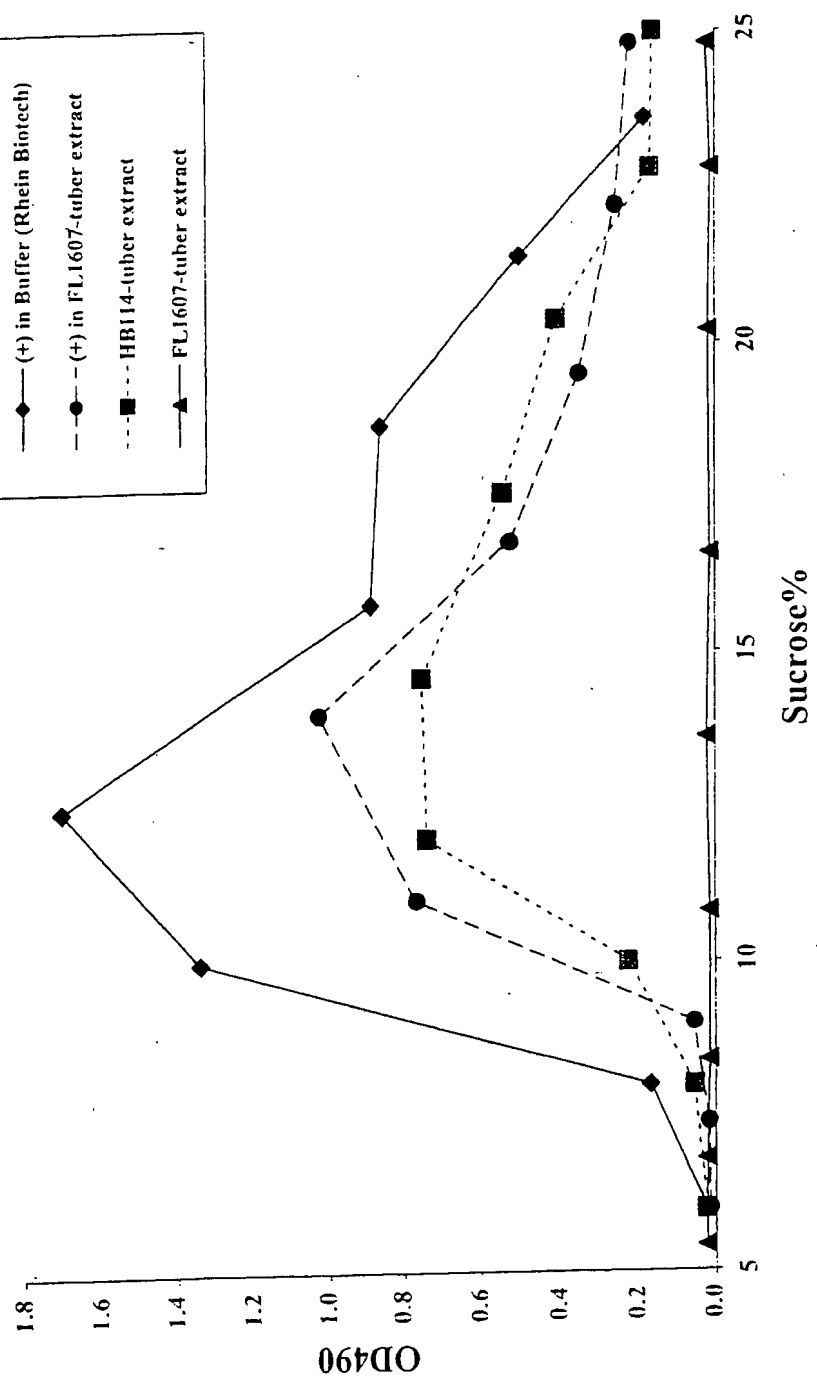 (+) in Buffer (Rhein Biotech)
(+) in FL1607-tuber extract
HB114-tuber extract
FL1607-tuber extract
OD490
1.8
1.6
1.4
1.2
1.0
0.8
0.6
0.4
0.2
0.0
5
10
15
20
25
Sucrose%